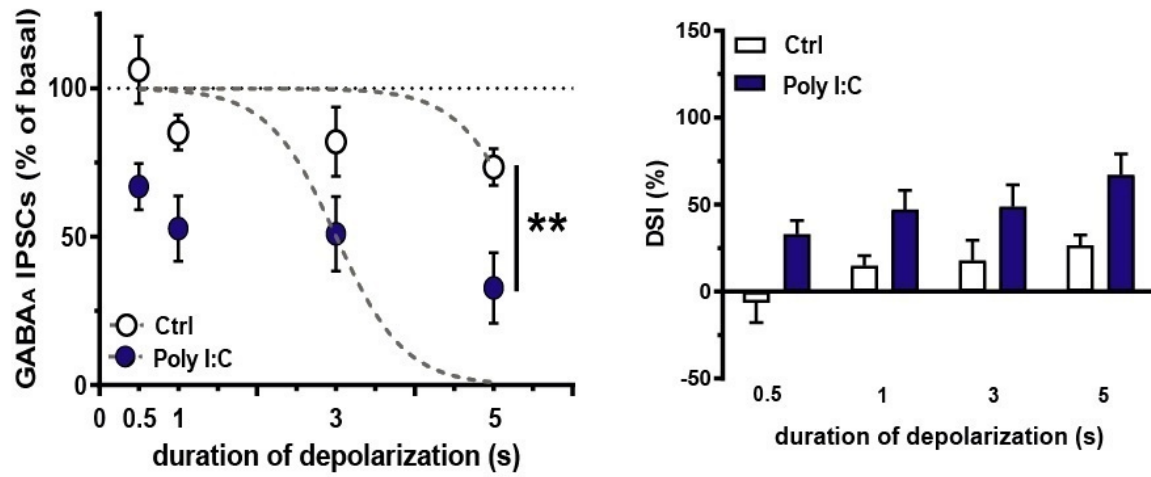 GABAA IPSCs (% of basal)
100
50
0
**
Ctrl
Poly I:C
0 0.5 1 3 5
duration of depolarization (s)
DSI (%)
150
100
50
0
-50
Ctrl
Poly I:C
0.5 1 3 5
duration of depolarization (s)